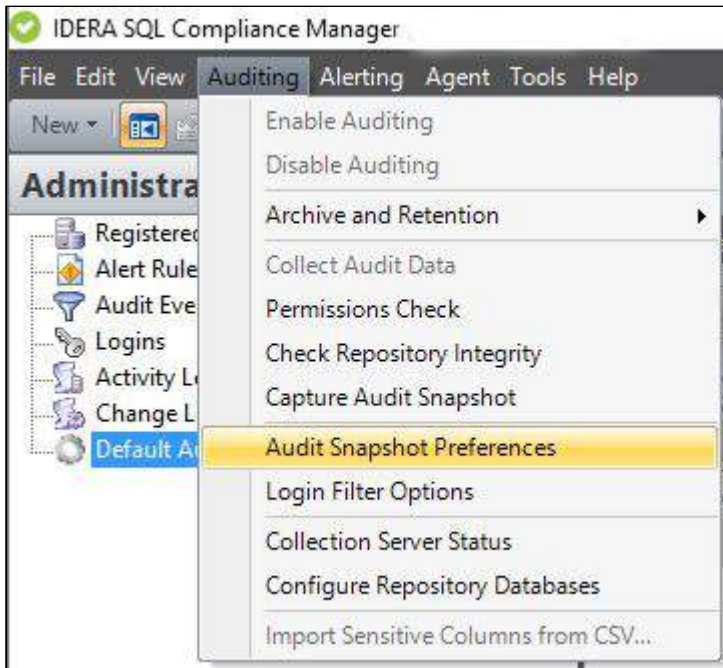 IDERA SQL Compliance Manager
File Edit View Auditing Alerting Agent Tools Help
New
Administra
Registered
Alert Rule
Audit Eve
Logins
Activity L
Change L
Default A
Enable Auditing
Disable Auditing
Archive and Retention
Collect Audit Data
Permissions Check
Check Repository Integrity
Capture Audit Snapshot
Audit Snapshot Preferences
Login Filter Options
Collection Server Status
Configure Repository Databases
Import Sensitive Columns from CSV...